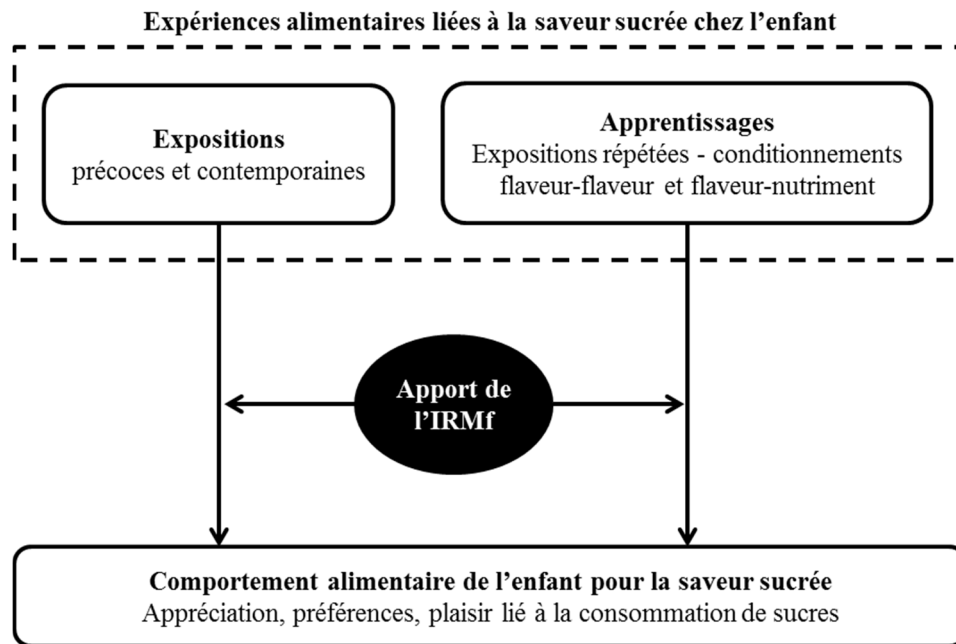 Expériences alimentaires liées à la saveur sucrée chez l'enfant
Expositions
précoces et contemporaines
Apprentissages
Expositions répétées - conditionnements
flaveur-flaveur et flaveur-nutriment
Apport de
l'IRMf
Comportement alimentaire de l'enfant pour la saveur sucrée
Appréciation, préférences, plaisir lié à la consommation de sucres